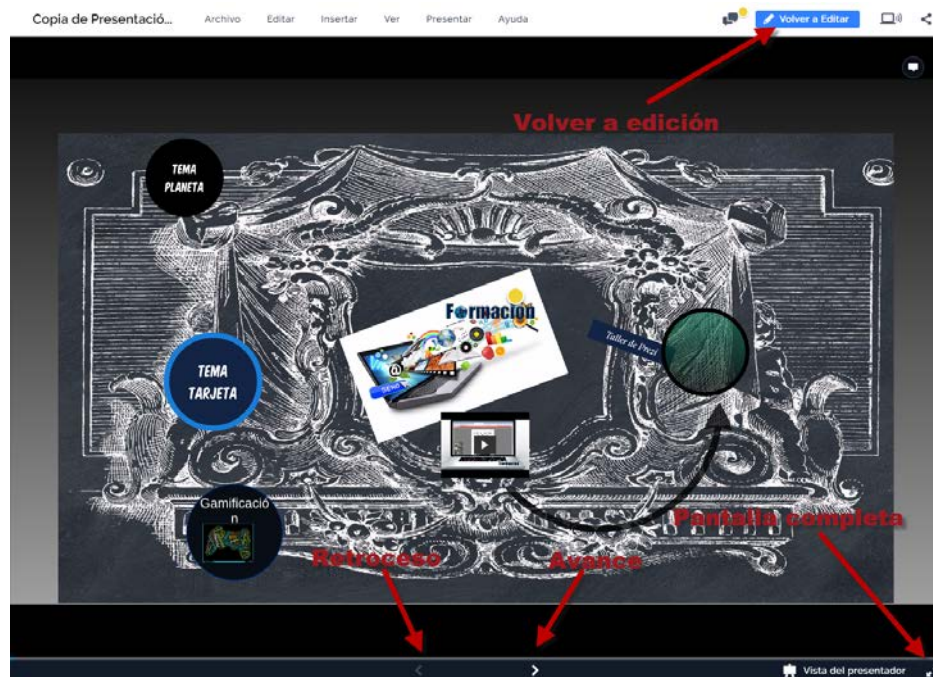 Copia de Presentació...
Archivo
Editar
Insertar
Ver
Presentar
Ayuda
Volver a Editar
Volver a edición
TEMA
PLANETA
Formación
Taller de Prezi
TEMA
TARJETA
@
SEND
Gamificació
n
Pantalla completa
Retroceso
Avance
Vista del presentador